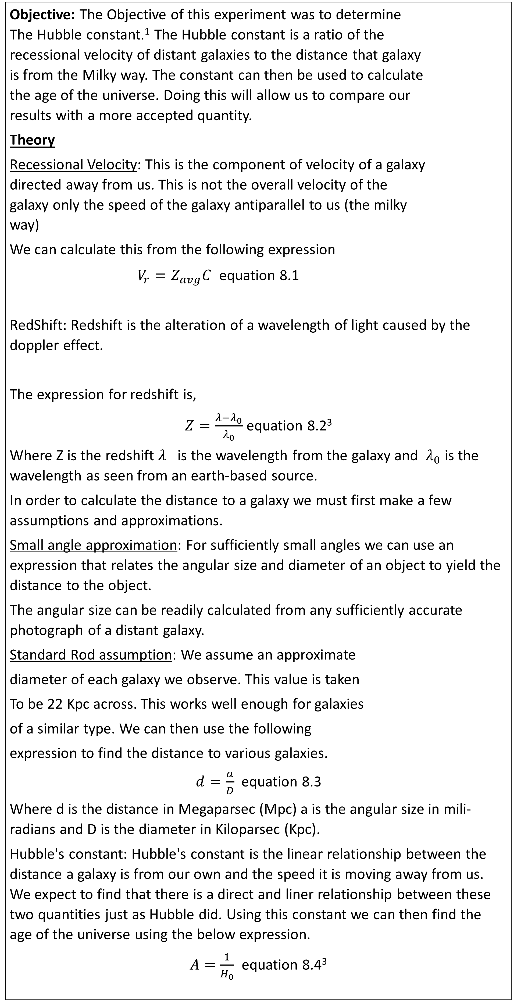 Objective: The Objective of this experiment was to determine
The Hubble constant.¹ The Hubble constant is a ratio of the
recessional velocity of distant galaxies to the distance that galaxy
is from the Milky way. The constant can then be used to calculate
the age of the universe. Doing this will allow us to compare our
results with a more accepted quantity.
Theory
Recessional Velocity: This is the component of velocity of a galaxy
directed away from us. This is not the overall velocity of the
galaxy only the speed of the galaxy antiparallel to us (the milky
way)
We can calculate this from the following expression
V_r = Z_{avg}C equation 8.1
RedShift: Redshift is the alteration of a wavelength of light caused by the
doppler effect.
The expression for redshift is,
Z = \frac{λ−λ₀}{λ₀} equation 8.2³
Where Z is the redshift λ is the wavelength from the galaxy and λ₀ is the
wavelength as seen from an earth-based source.
In order to calculate the distance to a galaxy we must first make a few
assumptions and approximations.
Small angle approximation: For sufficiently small angles we can use an
expression that relates the angular size and diameter of an object to yield the
distance to the object.
The angular size can be readily calculated from any sufficiently accurate
photograph of a distant galaxy.
Standard Rod assumption: We assume an approximate
diameter of each galaxy we observe. This value is taken
To be 22 Kpc across. This works well enough for galaxies
of a similar type. We can then use the following
expression to find the distance to various galaxies.
d = \frac{a}{D} equation 8.3
Where d is the distance in Megaparsec (Mpc) a is the angular size in mili-
radians and D is the diameter in Kiloparsec (Kpc).
Hubble's constant: Hubble's constant is the linear relationship between the
distance a galaxy is from our own and the speed it is moving away from us.
We expect to find that there is a direct and liner relationship between these
two quantities just as Hubble did. Using this constant we can then find the
age of the universe using the below expression.
A = \frac{1}{H₀} equation 8.4³